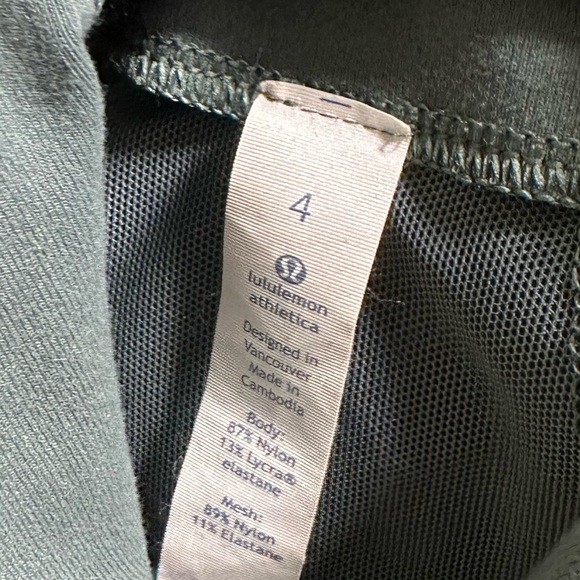 4
lululemon
athletica
Designed in
Vancouver
Made in
Cambodia
Body:
87% Nylon
13% Lycra®
elastane
Mesh:
89% Nylon
11% Elastane